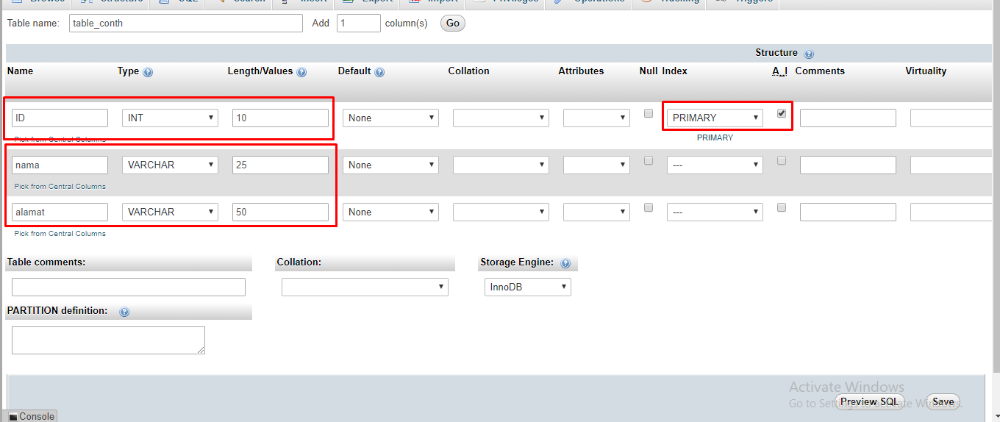 Browse Structure SQL Search Insert Export Import Privileges Operations Tracking Triggers
Table name: table_conth Add 1 column(s) Go
Structure
Name Type Length/Values Default Collation Attributes Null Index A_I Comments Virtuality
ID INT 10 None PRIMARY
Pick from Central Columns PRIMARY
nama VARCHAR 25 None ---
Pick from Central Columns
alamat VARCHAR 50 None ---
Pick from Central Columns
Table comments: Collation: Storage Engine:
InnoDB
PARTITION definition:
Activate Windows
Go to Settings to activate Windows.
Preview SQL Save
Console